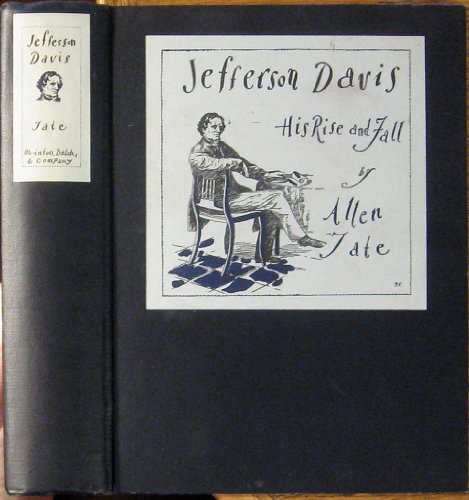 Jefferson
Davis
Tate
Minton, Balch,
& Company
Jefferson Davis
His Rise and Fall
by
Allen
Tate